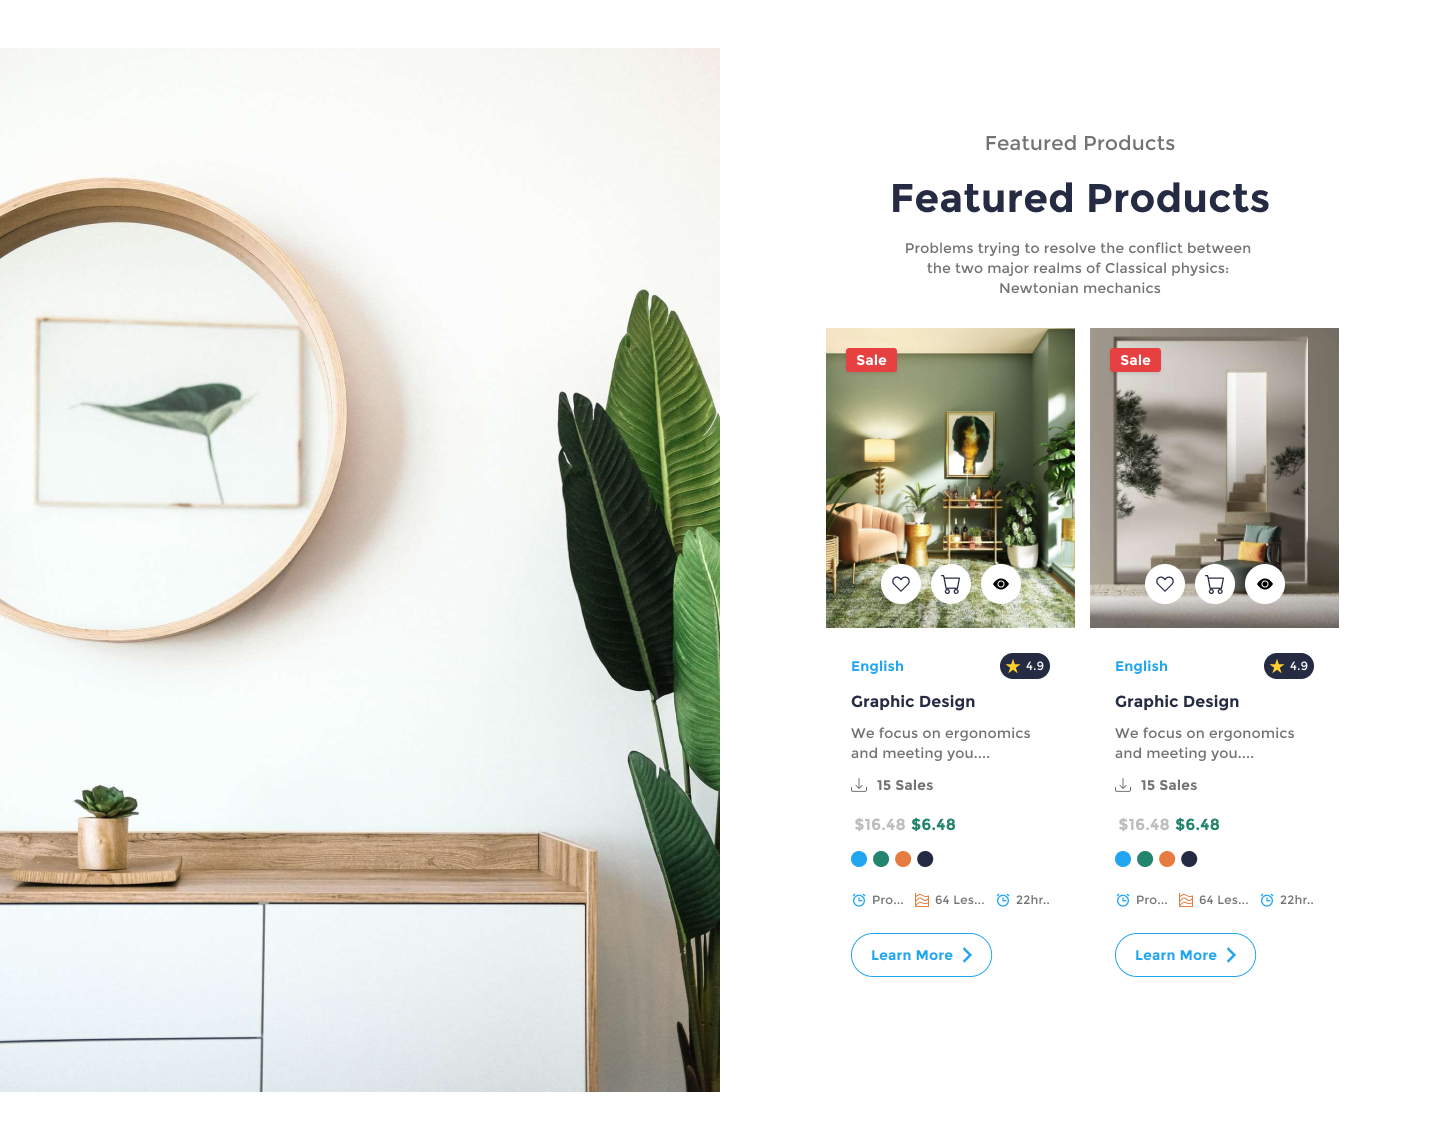 Featured Products
Featured Products
Problems trying to resolve the conflict between
the two major realms of Classical physics:
Newtonian mechanics
Sale
Sale
English
4.9
Graphic Design
We focus on ergonomics
and meeting you....
15 Sales
$16.48 $6.48
Pro...
64 Les...
22hr..
Learn More
English
4.9
Graphic Design
We focus on ergonomics
and meeting you....
15 Sales
$16.48 $6.48
Pro...
64 Les...
22hr..
Learn More